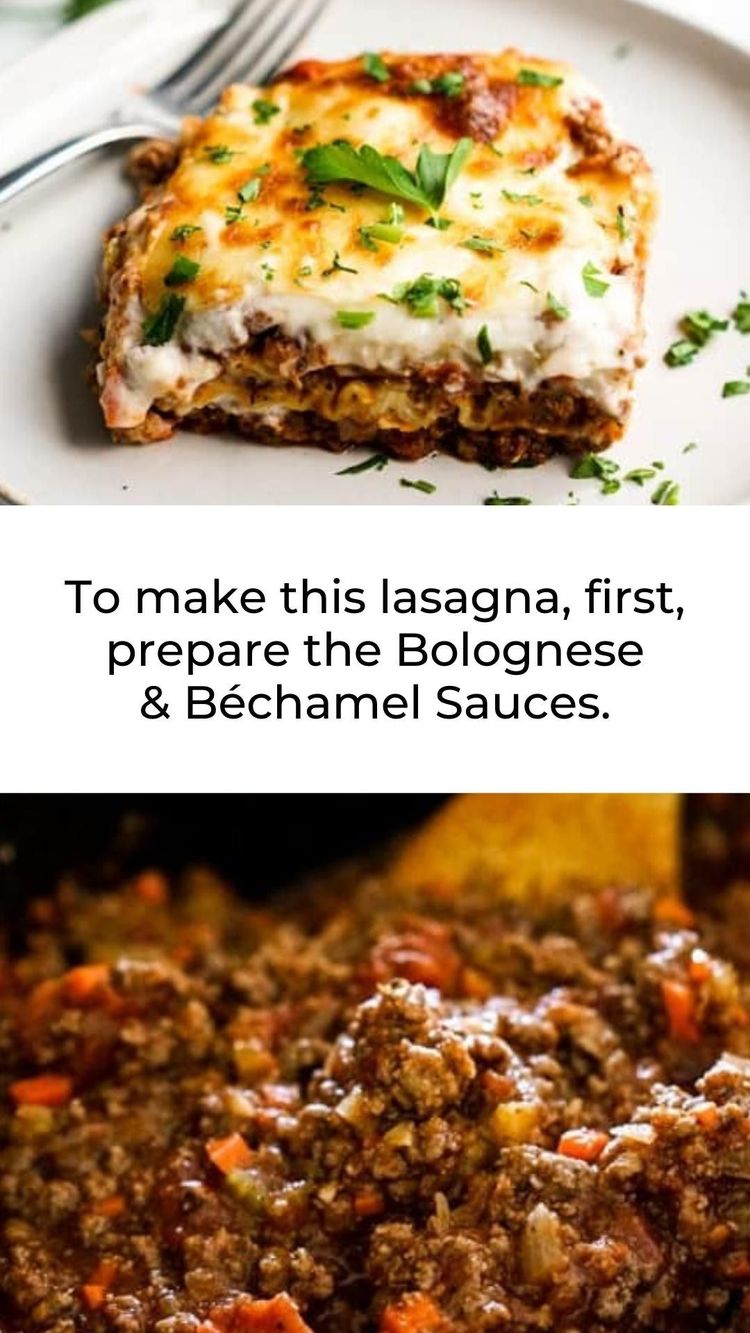 To make this lasagna, first,
prepare the Bolognese
& Béchamel Sauces.